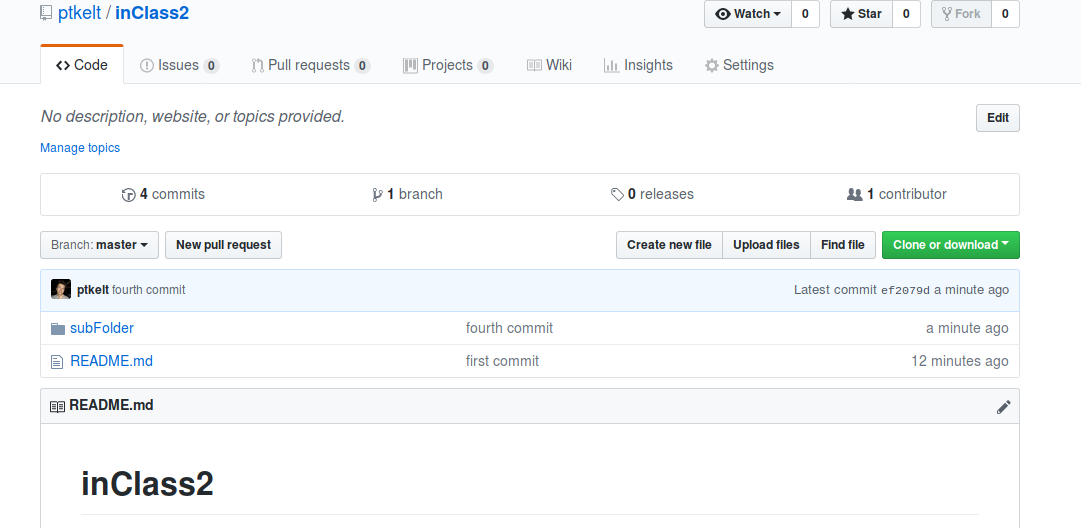 ptkelt / inClass2 Watch 0 Star 0 Fork 0
Code Issues 0 Pull requests 0 Projects 0 Wiki Insights Settings
No description, website, or topics provided. Edit
Manage topics
4 commits 1 branch 0 releases 1 contributor
Branch: master New pull request Create new file Upload files Find file Clone or download
ptkelt fourth commit Latest commit ef2079d a minute ago
subFolder fourth commit a minute ago
README.md first commit 12 minutes ago
README.md
inClass2